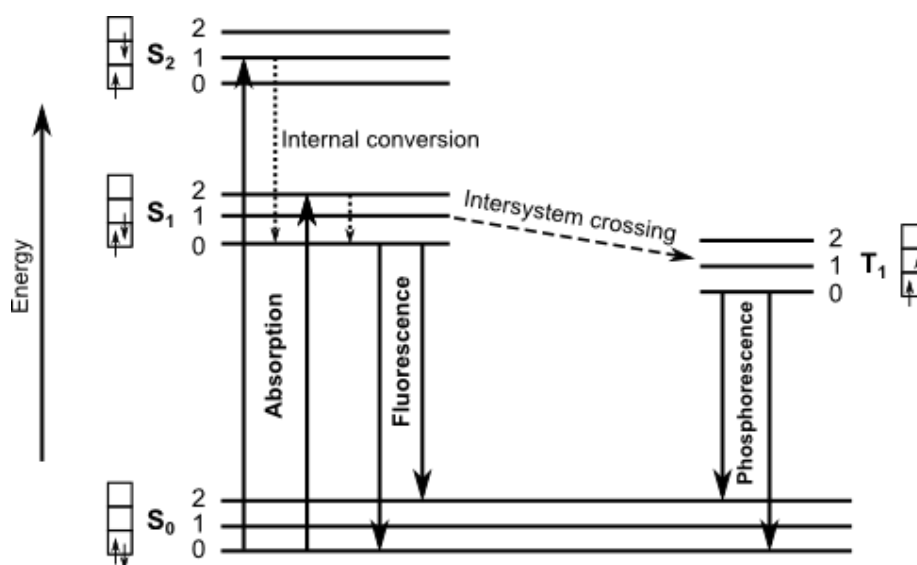 S2
2
1
0
Internal conversion
S1
2
1
0
Intersystem crossing
2
1
0
T1
Energy
Absorption
Fluorescence
Phosphorescence
S0
2
1
0